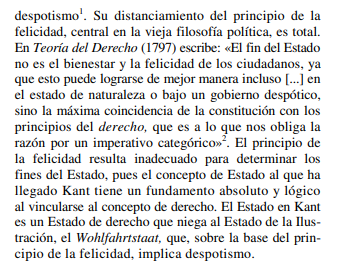 despotismo¹. Su distanciamiento del principio de la
felicidad, central en la vieja filosofía política, es total.
En Teoría del Derecho (1797) escribe: «El fin del Estado
no es el bienestar y la felicidad de los ciudadanos, ya
que esto puede lograrse de mejor manera incluso [...] en
el estado de naturaleza o bajo un gobierno despótico,
sino la máxima coincidencia de la constitución con los
principios del derecho, que es a lo que nos obliga la
razón por un imperativo categórico»². El principio de
la felicidad resulta inadecuado para determinar los
fines del Estado, pues el concepto de Estado al que ha
llegado Kant tiene un fundamento absoluto y lógico
al vincularse al concepto de derecho. El Estado en Kant
es un Estado de derecho que niega al Estado de la Ilus-
tración, el Wohlfahrtstaat, que, sobre la base del prin-
cipio de la felicidad, implica despotismo.